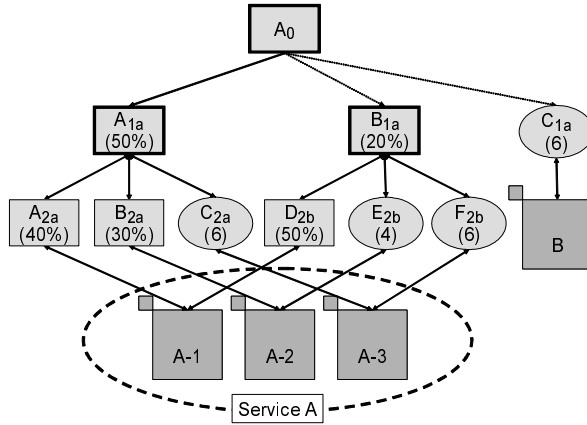 A0
A1a
(50%)
B1a
(20%)
C1a
(6)
A2a
(40%)
B2a
(30%)
C2a
(6)
D2b
(50%)
E2b
(4)
F2b
(6)
B
A-1
A-2
A-3
Service A